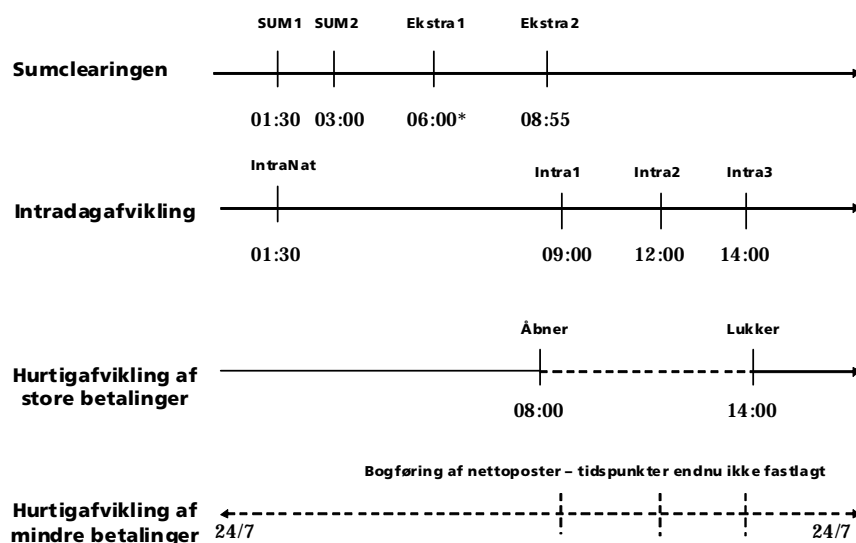 SUM1 SUM2 Ekstra1 Ekstra2
Sumclearingen
01:30 03:00 06:00* 08:55
IntraNat
Intra1 Intra2 Intra3
Intradagafvikling
01:30 09:00 12:00 14:00
Åbner Lukker
Hurtigafvikling af
store betalinger
08:00 14:00
Bogføring af nettoposter – tidspunkter endnu ikke fastlagt
Hurtigafvikling af
mindre betalinger 24/7 24/7